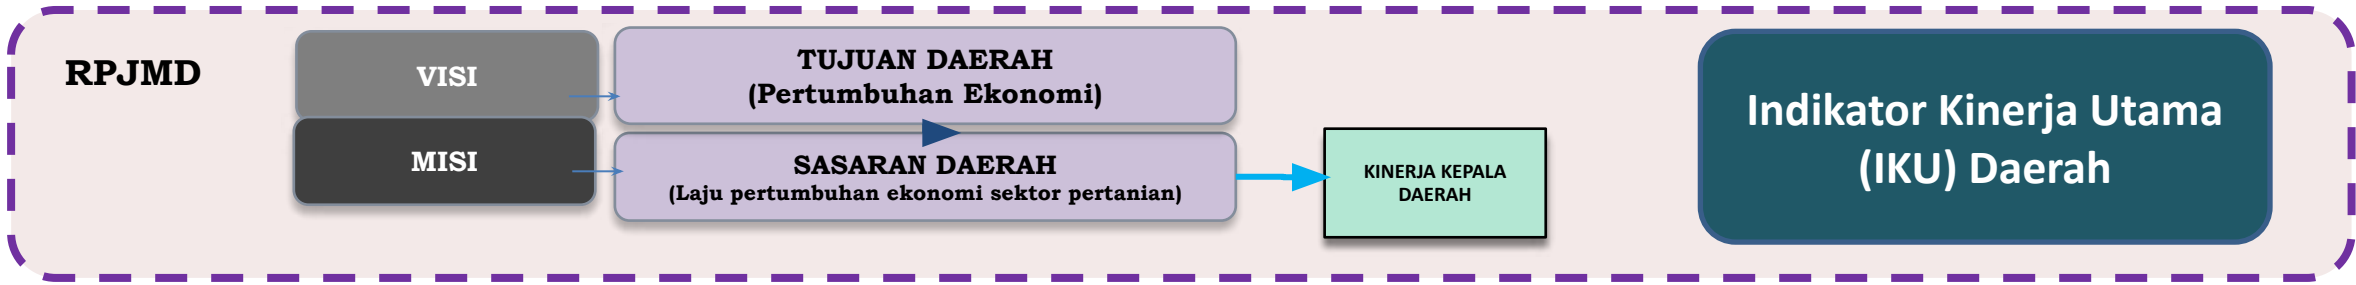 RPJMD
VISI
MISI
TUJUAN DAERAH
(Pertumbuhan Ekonomi)
SASARAN DAERAH
(Laju pertumbuhan ekonomi sektor pertanian)
KINERJA KEPALA
DAERAH
Indikator Kinerja Utama
(IKU) Daerah